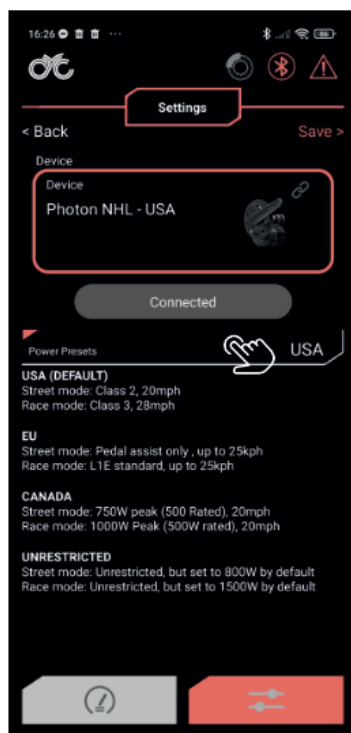 16:26
86
Settings
< Back
Save >
Device
Device
Photon NHL - USA
Connected
Power Presets
USA
USA (DEFAULT)
Street mode: Class 2, 20mph
Race mode: Class 3, 28mph
EU
Street mode: Pedal assist only , up to 25kph
Race mode: L1E standard, up to 25kph
CANADA
Street mode: 750W peak (500 Rated), 20mph
Race mode: 1000W Peak (500W rated), 20mph
UNRESTRICTED
Street mode: Unrestricted, but set to 800W by default
Race mode: Unrestricted, but set to 1500W by default